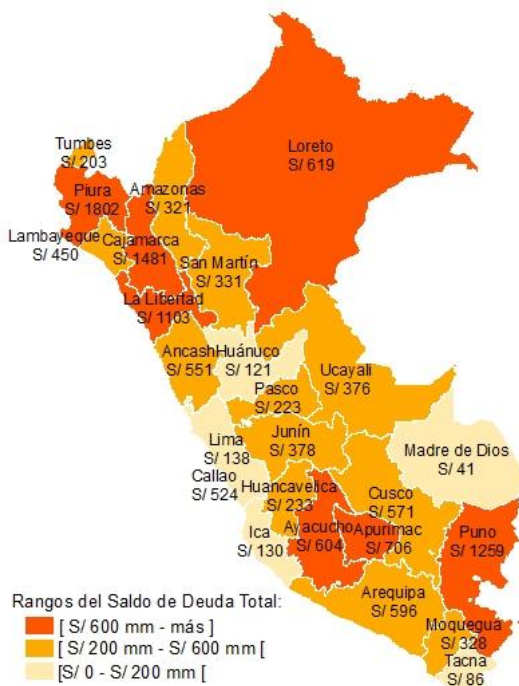 Tumbes
S/ 203
Loreto
S/ 619
Piura
S/ 1802
Amazonas
S/ 321
Lambayeque
S/ 450
Cajamarca
S/ 1481
San Martín
S/ 331
La Libertad
S/ 1103
Ancash
S/ 551
Huánuco
S/ 121
Ucayali
S/ 376
Pasco
S/ 223
Lima
S/ 138
Junín
S/ 378
Madre de Dios
S/ 41
Callao
S/ 524
Huancavelica
S/ 233
Cusco
S/ 571
Ica
S/ 130
Ayacucho
S/ 604
Apurímac
S/ 706
Puno
S/ 1259
Arequipa
S/ 596
Moquegua
S/ 328
Tacna
S/ 86
Rangos del Saldo de Deuda Total:
[ S/ 600 mm - más ]
[ S/ 200 mm - S/ 600 mm [
[S/ 0 - S/ 200 mm [